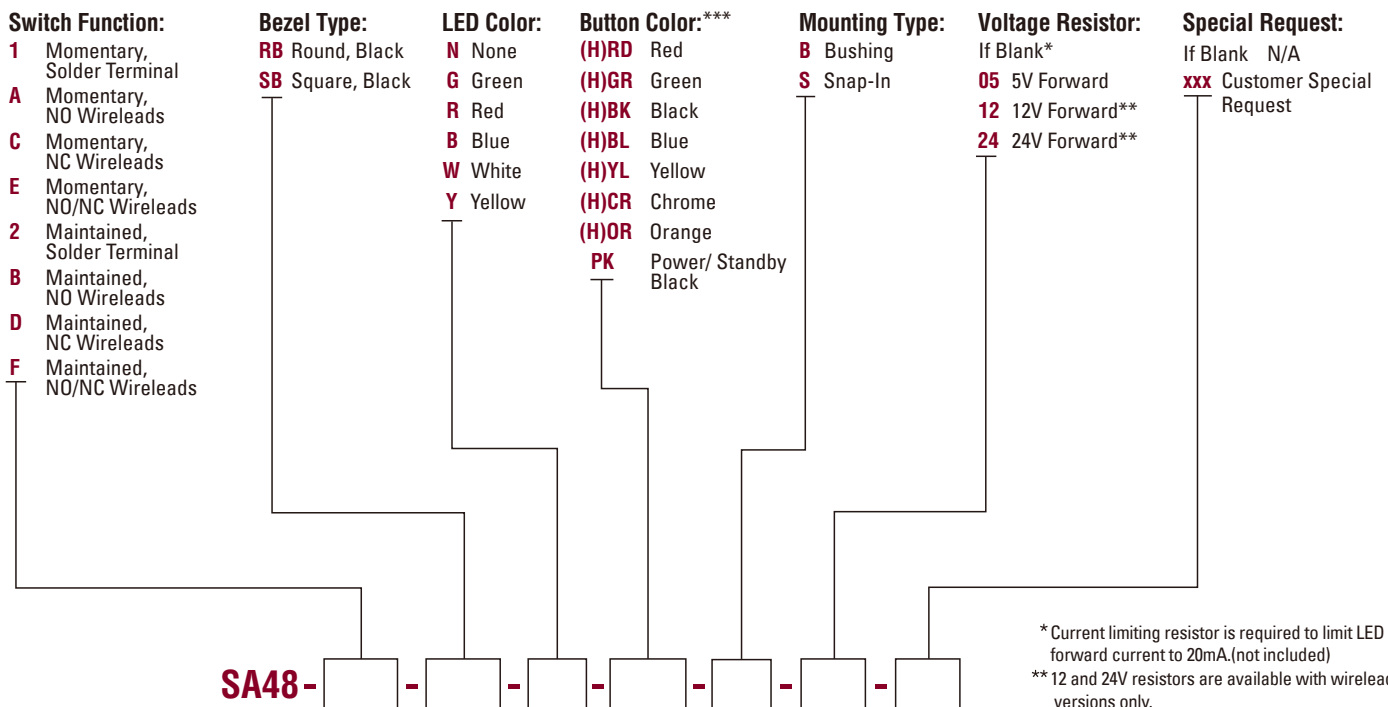 Switch Function:
1 Momentary,
Solder Terminal
A Momentary,
NO Wireleads
C Momentary,
NC Wireleads
E Momentary,
NO/NC Wireleads
2 Maintained,
Solder Terminal
B Maintained,
NO Wireleads
D Maintained,
NC Wireleads
F Maintained,
NO/NC Wireleads
Bezel Type:
RB Round, Black
SB Square, Black
LED Color:
N None
G Green
R Red
B Blue
W White
Y Yellow
Button Color:***
(H)RD Red
(H)GR Green
(H)BK Black
(H)BL Blue
(H)YL Yellow
(H)CR Chrome
(H)OR Orange
PK Power/ Standby
Black
Mounting Type:
B Bushing
S Snap-In
Voltage Resistor:
If Blank*
05 5V Forward
12 12V Forward**
24 24V Forward**
Special Request:
If Blank N/A
xxx Customer Special
Request
SA48- - - - - - -
* Current limiting resistor is required to limit LED
forward current to 20mA.(not included)
** 12 and 24V resistors are available with wirelead
versions only.